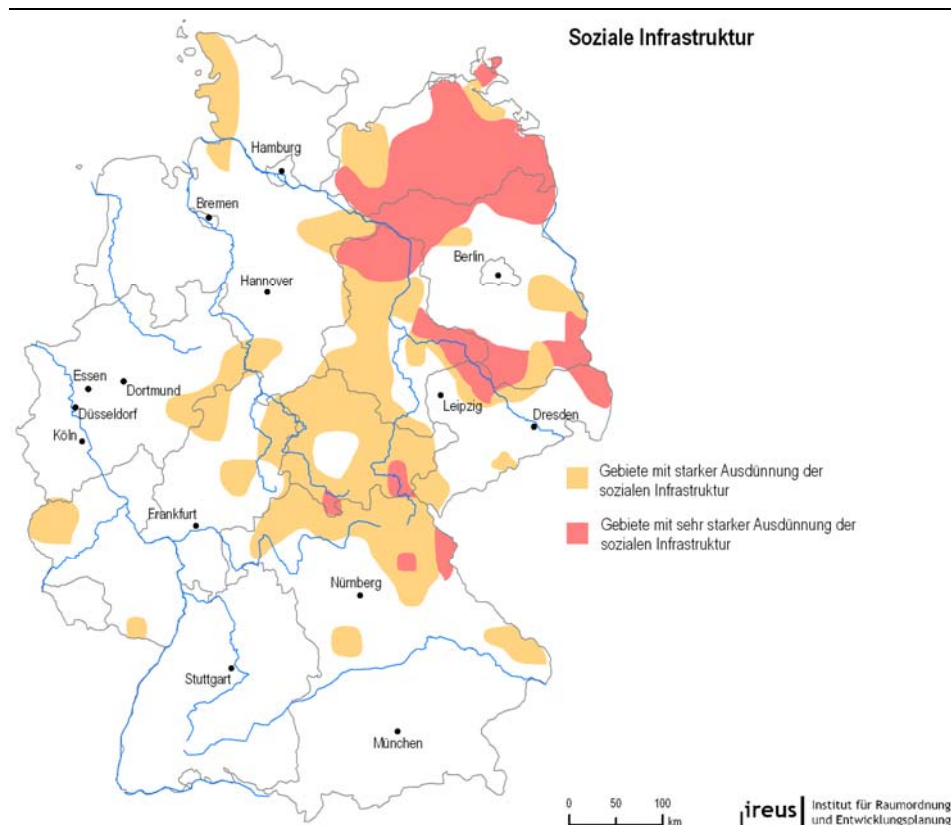 Soziale Infrastruktur
Hamburg
Bremen
Berlin
Hannover
Essen
Dortmund
Düsseldorf
Leipzig
Köln
Dresden
Gebiete mit starker Ausdünnung der
sozialen Infrastruktur
Frankfurt
Gebiete mit sehr starker Ausdünnung der
sozialen Infrastruktur
Nürnberg
Stuttgart
München
0 50 100
km
ireus
Institut für Raumordnung
und Entwicklungsplanung